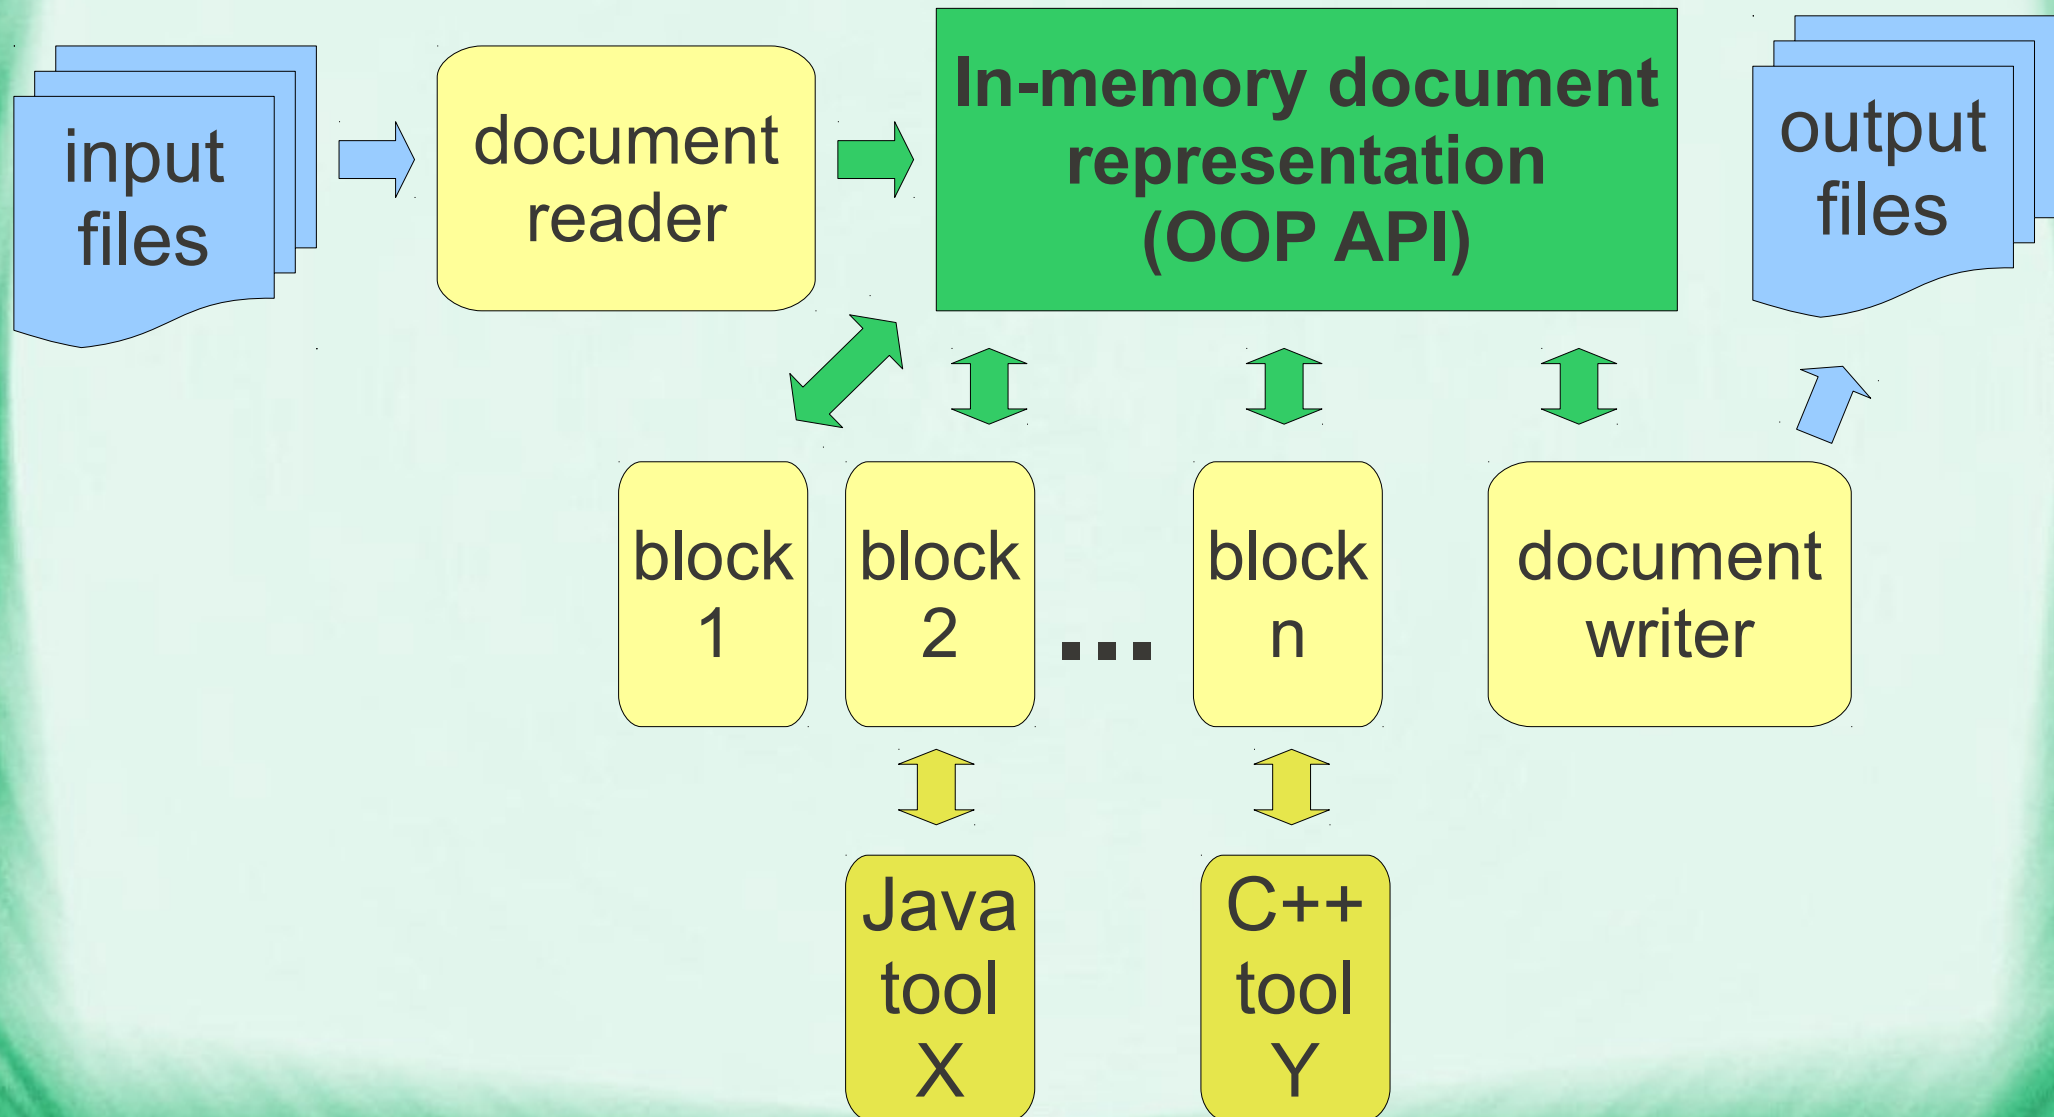 input
files
document
reader
In-memory document
representation
(OOP API)
output
files
block
1
block
2
...
block
n
document
writer
Java
tool
X
C++
tool
Y